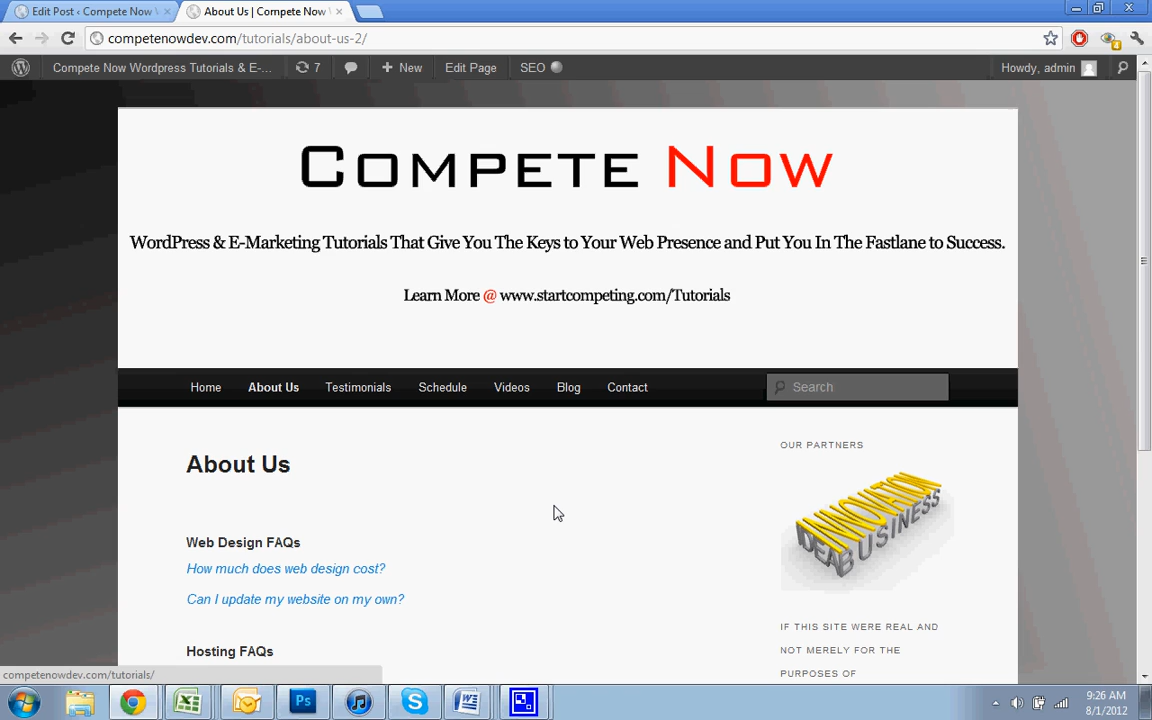 Edit Post ‹ Compete Now
About Us | Compete Now
competenowdev.com/tutorials/about-us-2/
Compete Now Wordpress Tutorials & E-...
7
New
Edit Page
SEO
Howdy, admin
Compete Now
WordPress & E-Marketing Tutorials That Give You The Keys to Your Web Presence and Put You In The Fastlane to Success.
Learn More @ www.startcompeting.com/Tutorials
Home About Us Testimonials Schedule Videos Blog Contact Search
OUR PARTNERS
About Us
INNOVATION
IDEA BUSINESS
Web Design FAQs
How much does web design cost?
Can I update my website on my own?
IF THIS SITE WERE REAL AND
NOT MERELY FOR THE
PURPOSES OF
Hosting FAQs
competenowdev.com/tutorials/
Ps
9:26 AM
8/1/2012